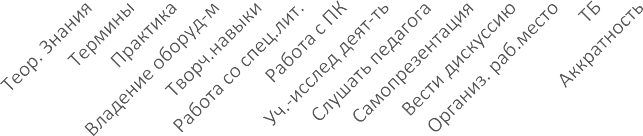 Теор. Знания
Термины
Практика
Владение оборуд-м
Творч.навыки
Работа со спец.лит.
Работа с ПК
Уч.-исслед деят-ть
Слушать педагога
Самопрезентация
Вести дискуссию
Организ. раб.место
ТБ
Аккратность